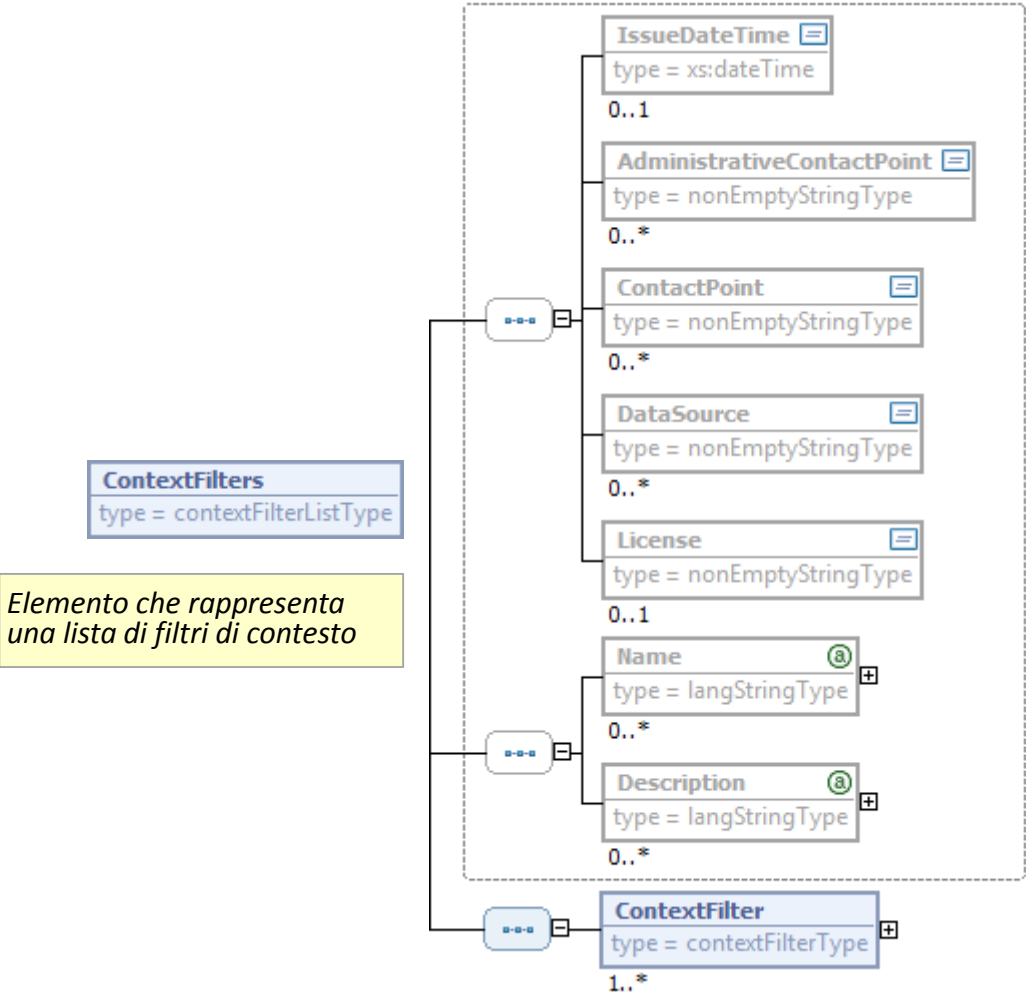 IssueDateTime
type = xs:dateTime
0..1
AdministrativeContactPoint
type = nonEmptyStringType
0..*
ContactPoint
type = nonEmptyStringType
0..*
DataSource
type = nonEmptyStringType
0..*
ContextFilters
type = contextFilterListType
License
type = nonEmptyStringType
0..1
Elemento che rappresenta
una lista di filtri di contesto
Name
type = langStringType
0..*
Description
type = langStringType
0..*
ContextFilter
type = contextFilterType
1..*